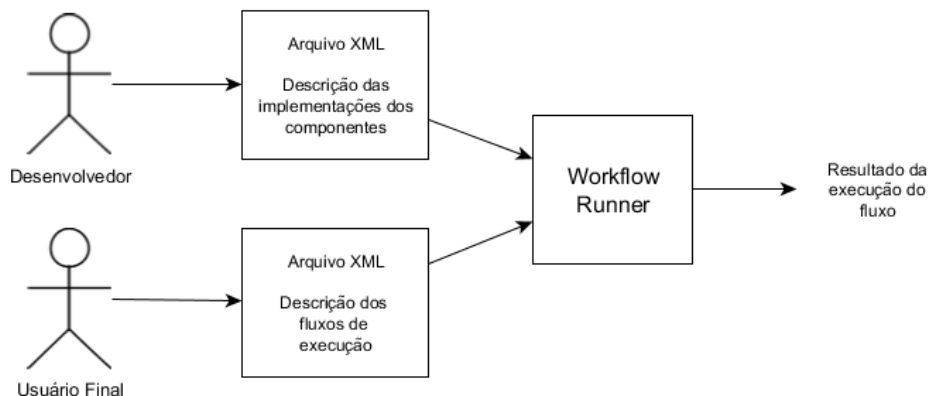 Arquivo XML
Descrição das
implementações dos
componentes
Desenvolvedor
Workflow
Runner
Resultado da
execução do
fluxo
Arquivo XML
Descrição dos
fluxos de
execução
Usuário Final